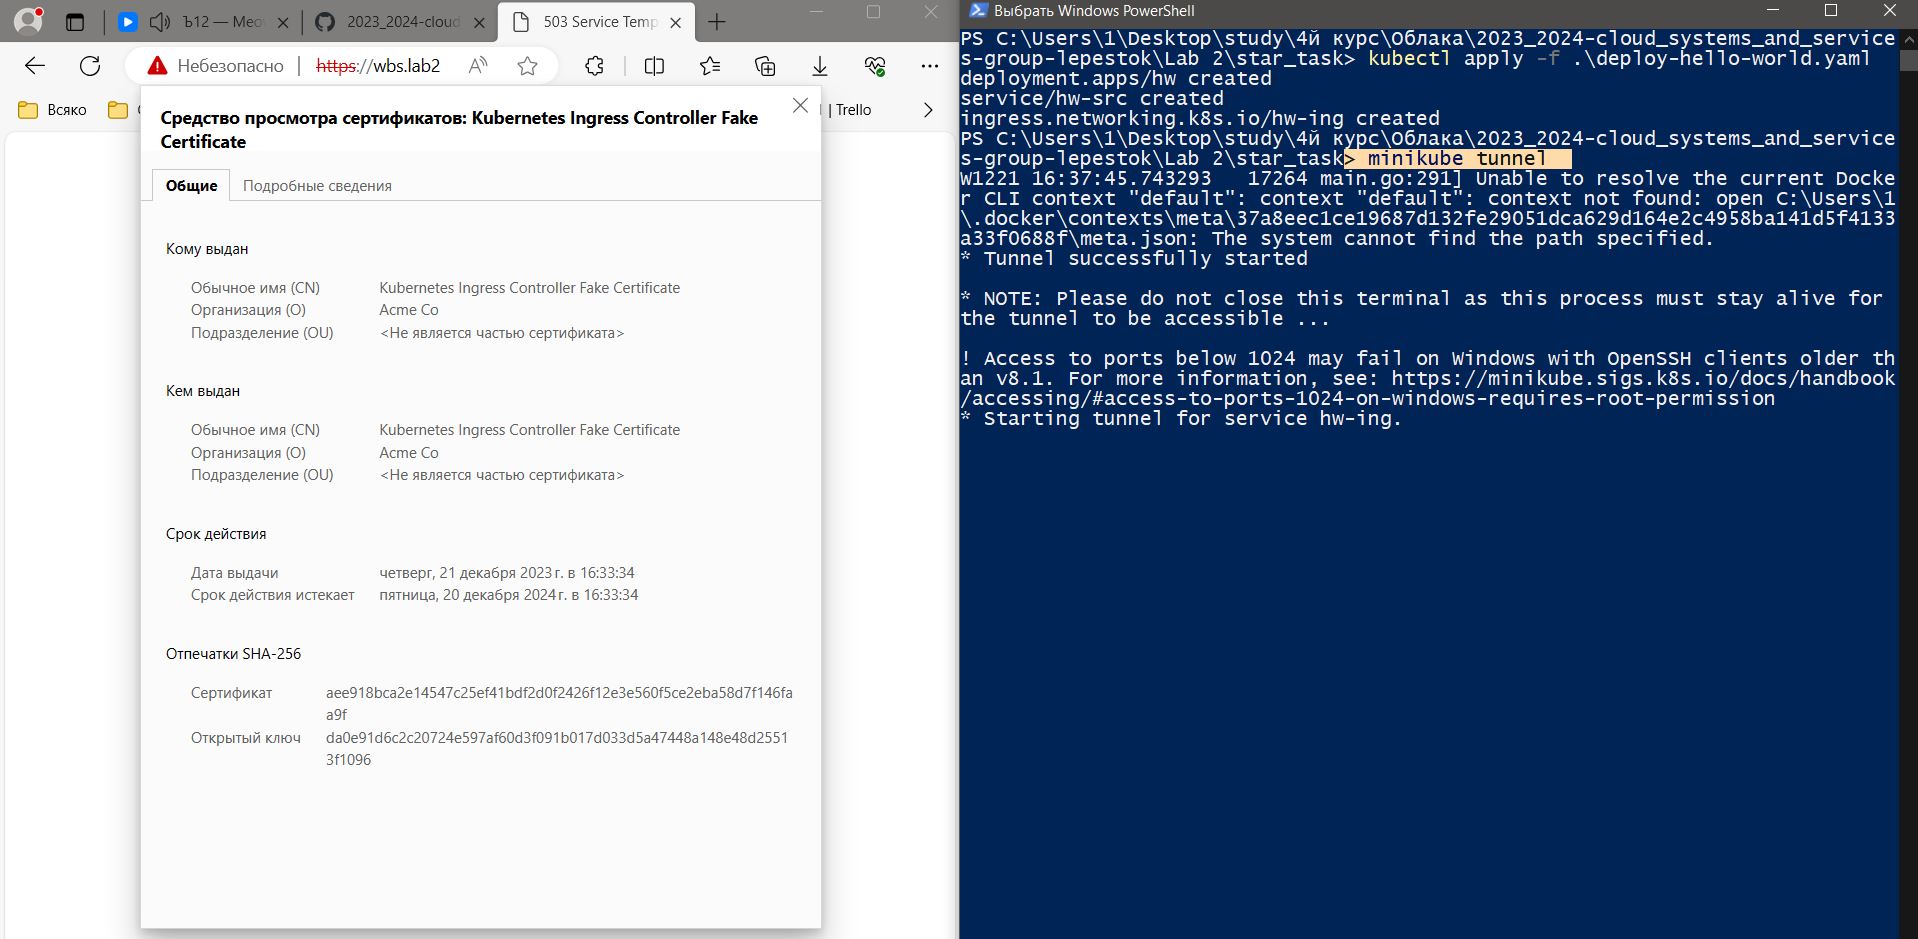 Ъ12 — Meow
2023_2024-cloud
503 Service Temp
Небезопасно
https://wbs.lab2
Всяко
| Trello
Средство просмотра сертификатов: Kubernetes Ingress Controller Fake
Certificate
Общие
Подробные сведения
Кому выдан
Обычное имя (CN) Kubernetes Ingress Controller Fake Certificate
Организация (O) Acme Co
Подразделение (OU) <Не является частью сертификата>
Кем выдан
Обычное имя (CN) Kubernetes Ingress Controller Fake Certificate
Организация (O) Acme Co
Подразделение (OU) <Не является частью сертификата>
Срок действия
Дата выдачи четверг, 21 декабря 2023 г. в 16:33:34
Срок действия истекает пятница, 20 декабря 2024 г. в 16:33:34
Отпечатки SHA-256
Сертификат aee918bca2e14547c25ef41bdf2d0f2426f12e3e560f5ce2eba58d7f146fa
a9f
Открытый ключ da0e91d6c2c20724e597af60d3f091b017d033d5a47448a148e48d2551
3f1096
Выбрать Windows PowerShell
PS C:\Users\1\Desktop\study\4й курс\Облака\2023_2024-cloud_systems_and_service
s-group-lepestok\Lab 2\star_task> kubectl apply -f .\deploy-hello-world.yaml
deployment.apps/hw created
service/hw-src created
ingress.networking.k8s.io/hw-ing created
PS C:\Users\1\Desktop\study\4й курс\Облака\2023_2024-cloud_systems_and_service
s-group-lepestok\Lab 2\star_task> minikube tunnel
W1221 16:37:45.743293   17264 main.go:291] Unable to resolve the current Docke
r CLI context "default": context "default": context not found: open C:\Users\1
\.docker\contexts\meta\37a8eec1ce19687d132fe29051dca629d164e2c4958ba141d5f4133
a33f0688f\meta.json: The system cannot find the path specified.
* Tunnel successfully started
* NOTE: Please do not close this terminal as this process must stay alive for
the tunnel to be accessible ...
! Access to ports below 1024 may fail on Windows with OpenSSH clients older th
an v8.1. For more information, see: https://minikube.sigs.k8s.io/docs/handbook
/accessing/#access-to-ports-1024-on-windows-requires-root-permission
* Starting tunnel for service hw-ing.